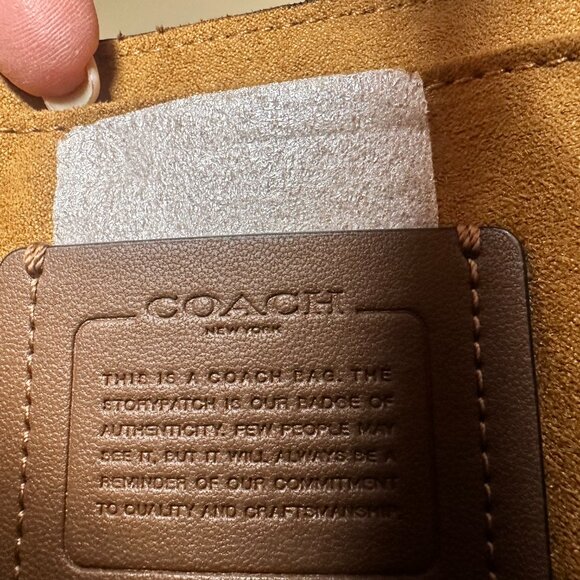 COACH
NEW YORK
THIS IS A COACH BAG. THE
STORYPATCH IS OUR BADGE OF
AUTHENTICITY. FEW PEOPLE MAY
SEE IT, BUT IT WILL ALWAYS BE A
REMINDER OF OUR COMMITMENT
TO QUALITY AND CRAFTSMANSHIP.